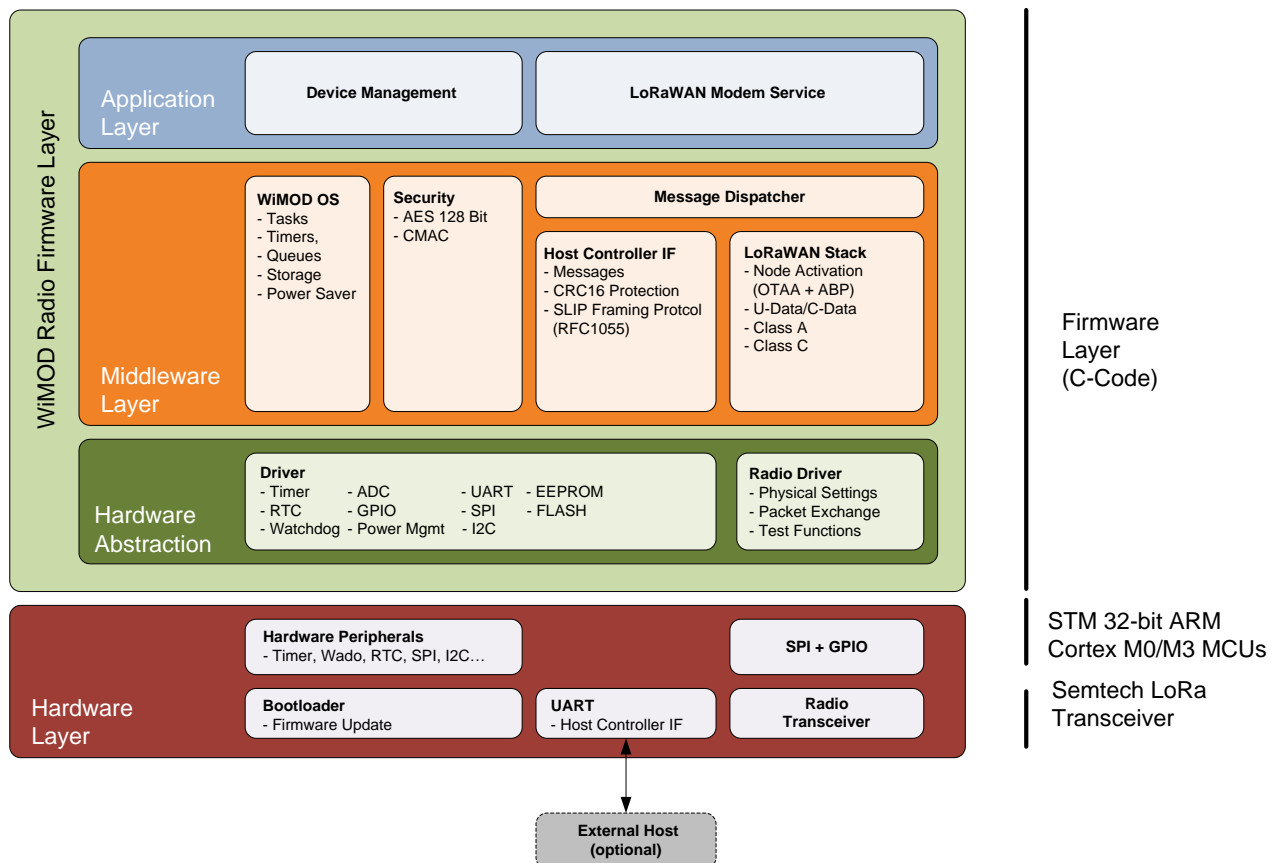 WiMOD Radio Firmware Layer
Application
Layer
Device Management
LoRaWAN Modem Service
Middleware
Layer
WiMOD OS
- Tasks
- Timers,
- Queues
- Storage
- Power Saver
Security
- AES 128 Bit
- CMAC
Message Dispatcher
Host Controller IF
- Messages
- CRC16 Protection
- SLIP Framing Protcol
(RFC1055)
LoRaWAN Stack
- Node Activation
(OTAA + ABP)
- U-Data/C-Data
- Class A
- Class C
Hardware
Abstraction
Driver
- Timer - ADC - UART - EEPROM
- RTC - GPIO - SPI - FLASH
- Watchdog - Power Mgmt - I2C
Radio Driver
- Physical Settings
- Packet Exchange
- Test Functions
Firmware
Layer
(C-Code)
Hardware
Layer
Hardware Peripherals
- Timer, Wado, RTC, SPI, I2C…
SPI + GPIO
Bootloader
- Firmware Update
UART
- Host Controller IF
Radio
Transceiver
STM 32-bit ARM
Cortex M0/M3 MCUs
Semtech LoRa
Transceiver
External Host
(optional)